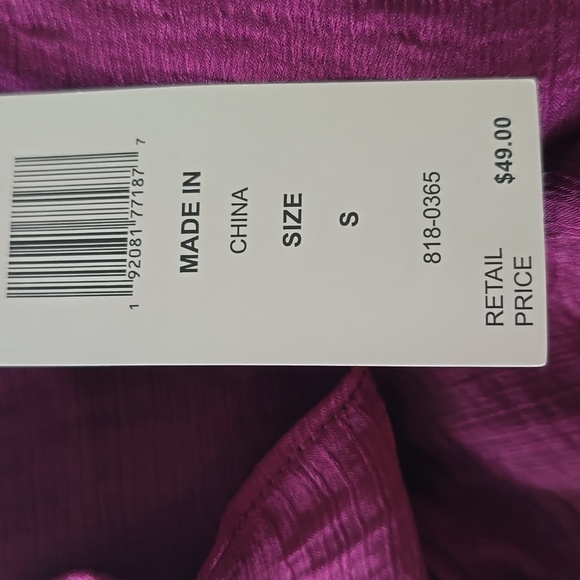 1 92081 77187 7
MADE IN
CHINA
SIZE
S
818-0365
RETAIL
PRICE
$49.00